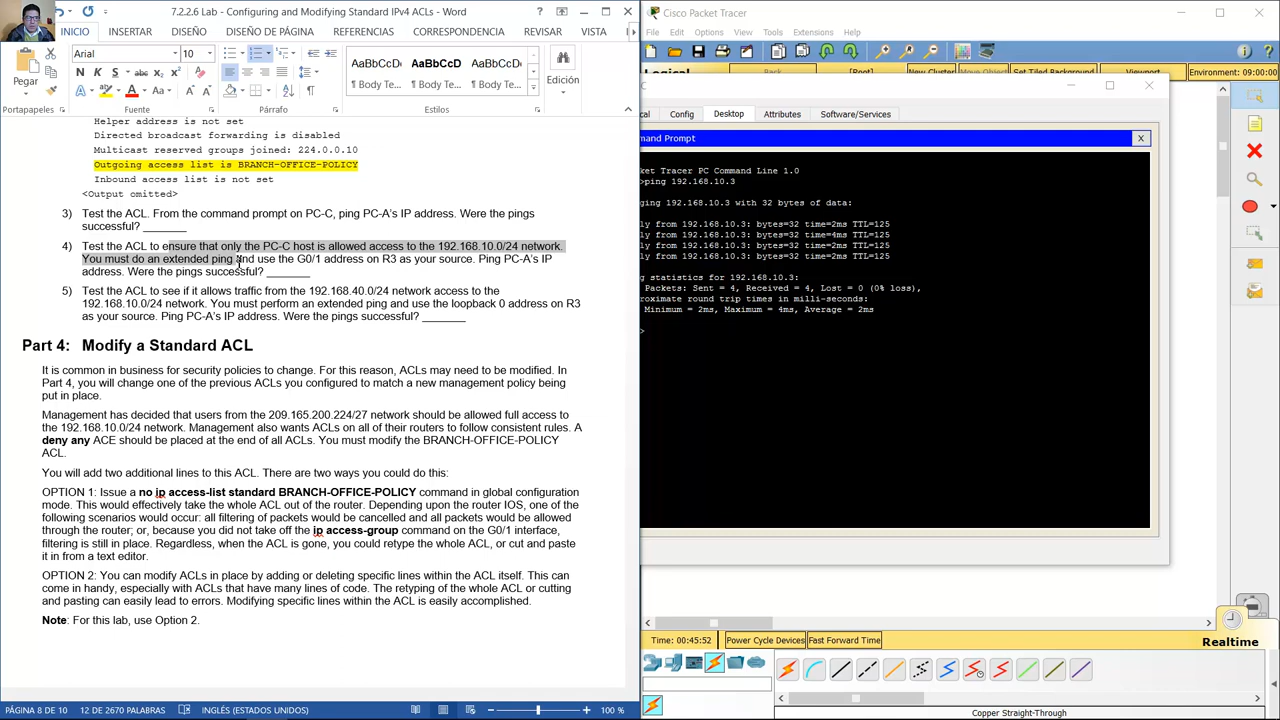 7.2.2.6 Lab - Configuring and Modifying Standard IPv4 ACLs - Word
INICIO INSERTAR DISEÑO DISEÑO DE PÁGINA REFERENCIAS CORRESPONDENCIA REVISAR VISTA
Arial 10
Pegar
N K S abc x₂ x²
AaBbCcD AaBbCcD AaBbCcD
¶ Body Te... ¶ Body Te... ¶ Body Te...
Edición
Portapapeles Fuente Párrafo Estilos
Helper address is not set
Directed broadcast forwarding is disabled
Multicast reserved groups joined: 224.0.0.10
Outgoing access list is BRANCH-OFFICE-POLICY
Inbound access list is not set
<Output omitted>
3) Test the ACL. From the command prompt on PC-C, ping PC-A's IP address. Were the pings
successful? _______
4) Test the ACL to ensure that only the PC-C host is allowed access to the 192.168.10.0/24 network.
You must do an extended ping and use the G0/1 address on R3 as your source. Ping PC-A's IP
address. Were the pings successful? _______
5) Test the ACL to see if it allows traffic from the 192.168.40.0/24 network access to the
192.168.10.0/24 network. You must perform an extended ping and use the loopback 0 address on R3
as your source. Ping PC-A's IP address. Were the pings successful? _______
Part 4: Modify a Standard ACL
It is common in business for security policies to change. For this reason, ACLs may need to be modified. In
Part 4, you will change one of the previous ACLs you configured to match a new management policy being
put in place.
Management has decided that users from the 209.165.200.224/27 network should be allowed full access to
the 192.168.10.0/24 network. Management also wants ACLs on all of their routers to follow consistent rules. A
deny any ACE should be placed at the end of all ACLs. You must modify the BRANCH-OFFICE-POLICY
ACL.
You will add two additional lines to this ACL. There are two ways you could do this:
OPTION 1: Issue a no ip access-list standard BRANCH-OFFICE-POLICY command in global configuration
mode. This would effectively take the whole ACL out of the router. Depending upon the router IOS, one of the
following scenarios would occur: all filtering of packets would be cancelled and all packets would be allowed
through the router; or, because you did not take off the ip access-group command on the G0/1 interface,
filtering is still in place. Regardless, when the ACL is gone, you could retype the whole ACL, or cut and paste
it in from a text editor.
OPTION 2: You can modify ACLs in place by adding or deleting specific lines within the ACL itself. This can
come in handy, especially with ACLs that have many lines of code. The retyping of the whole ACL or cutting
and pasting can easily lead to errors. Modifying specific lines within the ACL is easily accomplished.
Note: For this lab, use Option 2.
PÁGINA 8 DE 10 12 DE 2670 PALABRAS INGLÉS (ESTADOS UNIDOS) 100 %
Cisco Packet Tracer
File Edit Options View Tools Extensions Help
Logical Back [Root] New Cluster Move Object Set Tiled Background Viewport Environment: 09:00:00
C
cal Config Desktop Attributes Software/Services
mand Prompt X
ket Tracer PC Command Line 1.0
>ping 192.168.10.3
ging 192.168.10.3 with 32 bytes of data:
ly from 192.168.10.3: bytes=32 time=2ms TTL=125
ly from 192.168.10.3: bytes=32 time=4ms TTL=125
ly from 192.168.10.3: bytes=32 time=2ms TTL=125
ly from 192.168.10.3: bytes=32 time=2ms TTL=125
g statistics for 192.168.10.3:
Packets: Sent = 4, Received = 4, Lost = 0 (0% loss),
roximate round trip times in milli-seconds:
Minimum = 2ms, Maximum = 4ms, Average = 2ms
>
Time: 00:45:52 Power Cycle Devices Fast Forward Time
Realtime
Copper Straight-Through